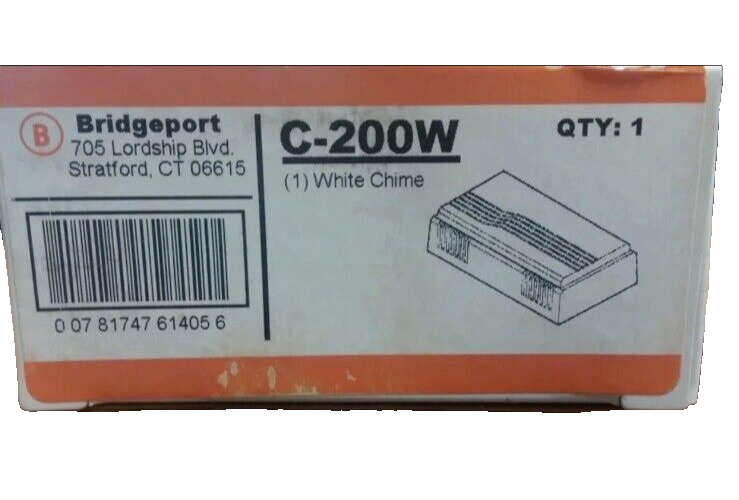 B
Bridgeport
705 Lordship Blvd.
Stratford, CT 06615
0 07 81747 61405 6
C-200W
(1) White Chime
QTY: 1